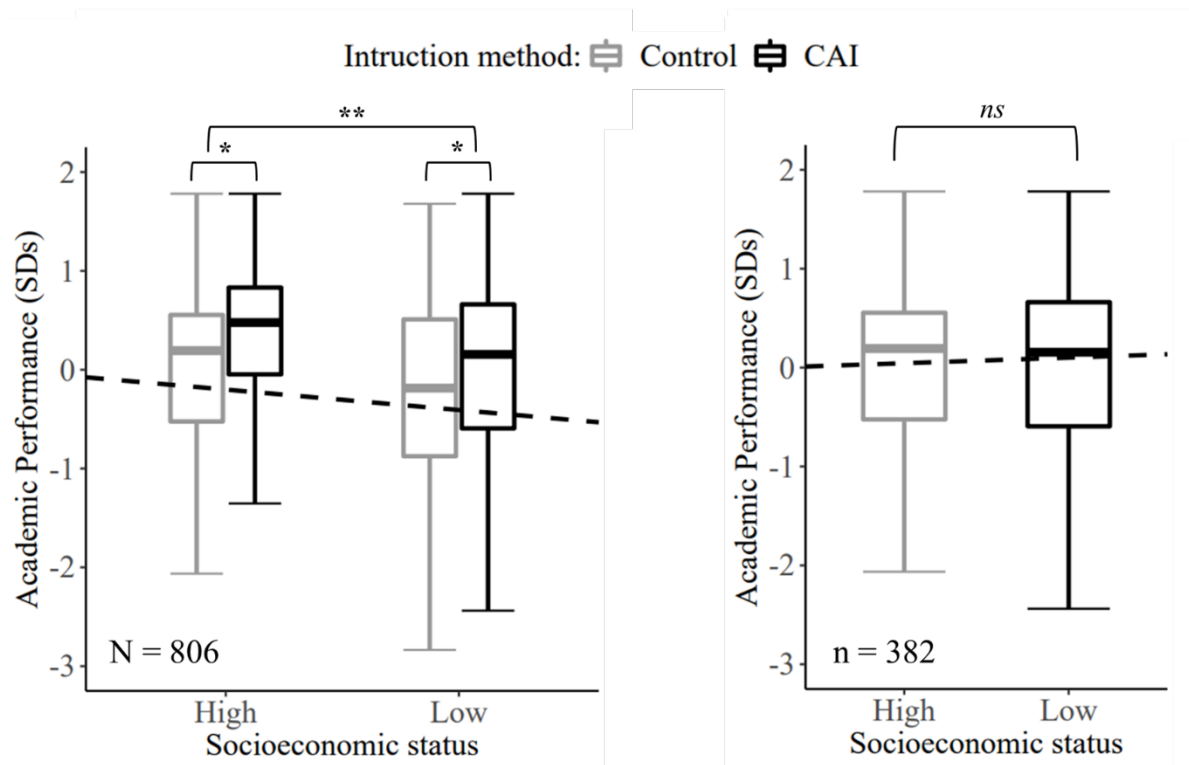 Intruction method: Control CAI
**
*
*
2
1
0
-1
-2
-3
Academic Performance (SDs)
N = 806
High Low
Socioeconomic status
ns
2
1
0
-1
-2
-3
Academic Performance (SDs)
n = 382
High Low
Socioeconomic status